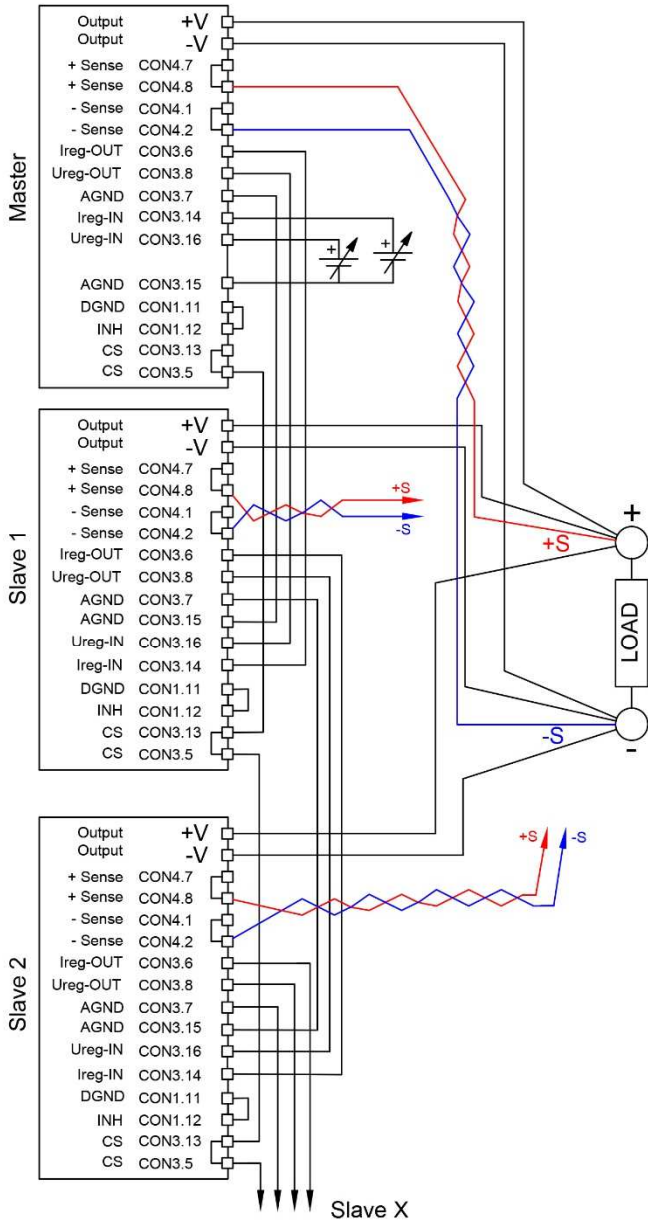 Master
Output +V
Output -V
+ Sense CON4.7
+ Sense CON4.8
- Sense CON4.1
- Sense CON4.2
Ireg-OUT CON3.6
Ureg-OUT CON3.8
AGND CON3.7
Ireg-IN CON3.14
Ureg-IN CON3.16
AGND CON3.15
DGND CON1.11
INH CON1.12
CS CON3.13
CS CON3.5
+ +
Slave 1
Output +V
Output -V
+ Sense CON4.7
+ Sense CON4.8
- Sense CON4.1
- Sense CON4.2
Ireg-OUT CON3.6
Ureg-OUT CON3.8
AGND CON3.7
AGND CON3.15
Ureg-IN CON3.16
Ireg-IN CON3.14
DGND CON1.11
INH CON1.12
CS CON3.13
CS CON3.5
+S
-S
+
+S
LOAD
-S
-
Slave 2
Output +V
Output -V
+ Sense CON4.7
+ Sense CON4.8
- Sense CON4.1
- Sense CON4.2
Ireg-OUT CON3.6
Ureg-OUT CON3.8
AGND CON3.7
AGND CON3.15
Ureg-IN CON3.16
Ireg-IN CON3.14
DGND CON1.11
INH CON1.12
CS CON3.13
CS CON3.5
+S -S
Slave X